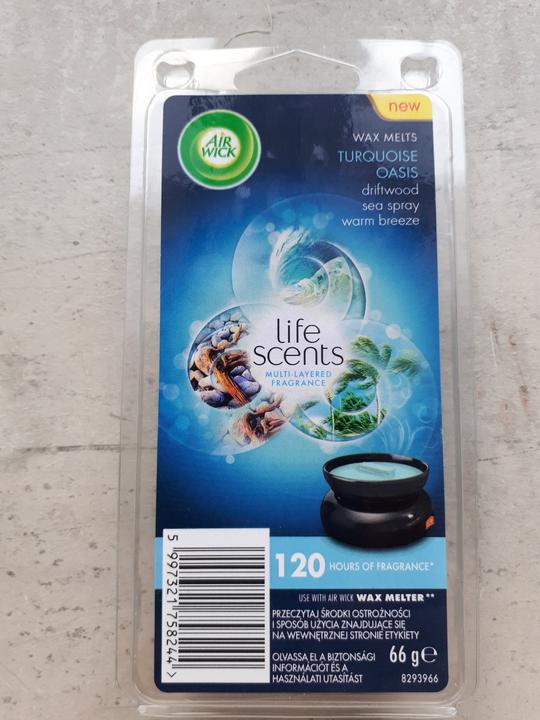 new
AIR
WICK
WAX MELTS
TURQUOISE
OASIS
driftwood
sea spray
warm breeze
life
scents
MULTI-LAYERED
FRAGRANCE
120 HOURS OF FRAGRANCE*
USE WITH AIR WICK WAX MELTER**
PRZECZYTAJ ŚRODKI OSTROŻNOŚCI
I SPOSÓB UŻYCIA ZNAJDUJĄCE SIĘ
NA WEWNĘTRZNEJ STRONIE ETYKIETY
OLVASSA EL A BIZTONSÁGI
INFORMÁCIÓT ÉS A
HASZNÁLATI UTASÍTÁST
66 g℮
8293966
5 997321 758244 >